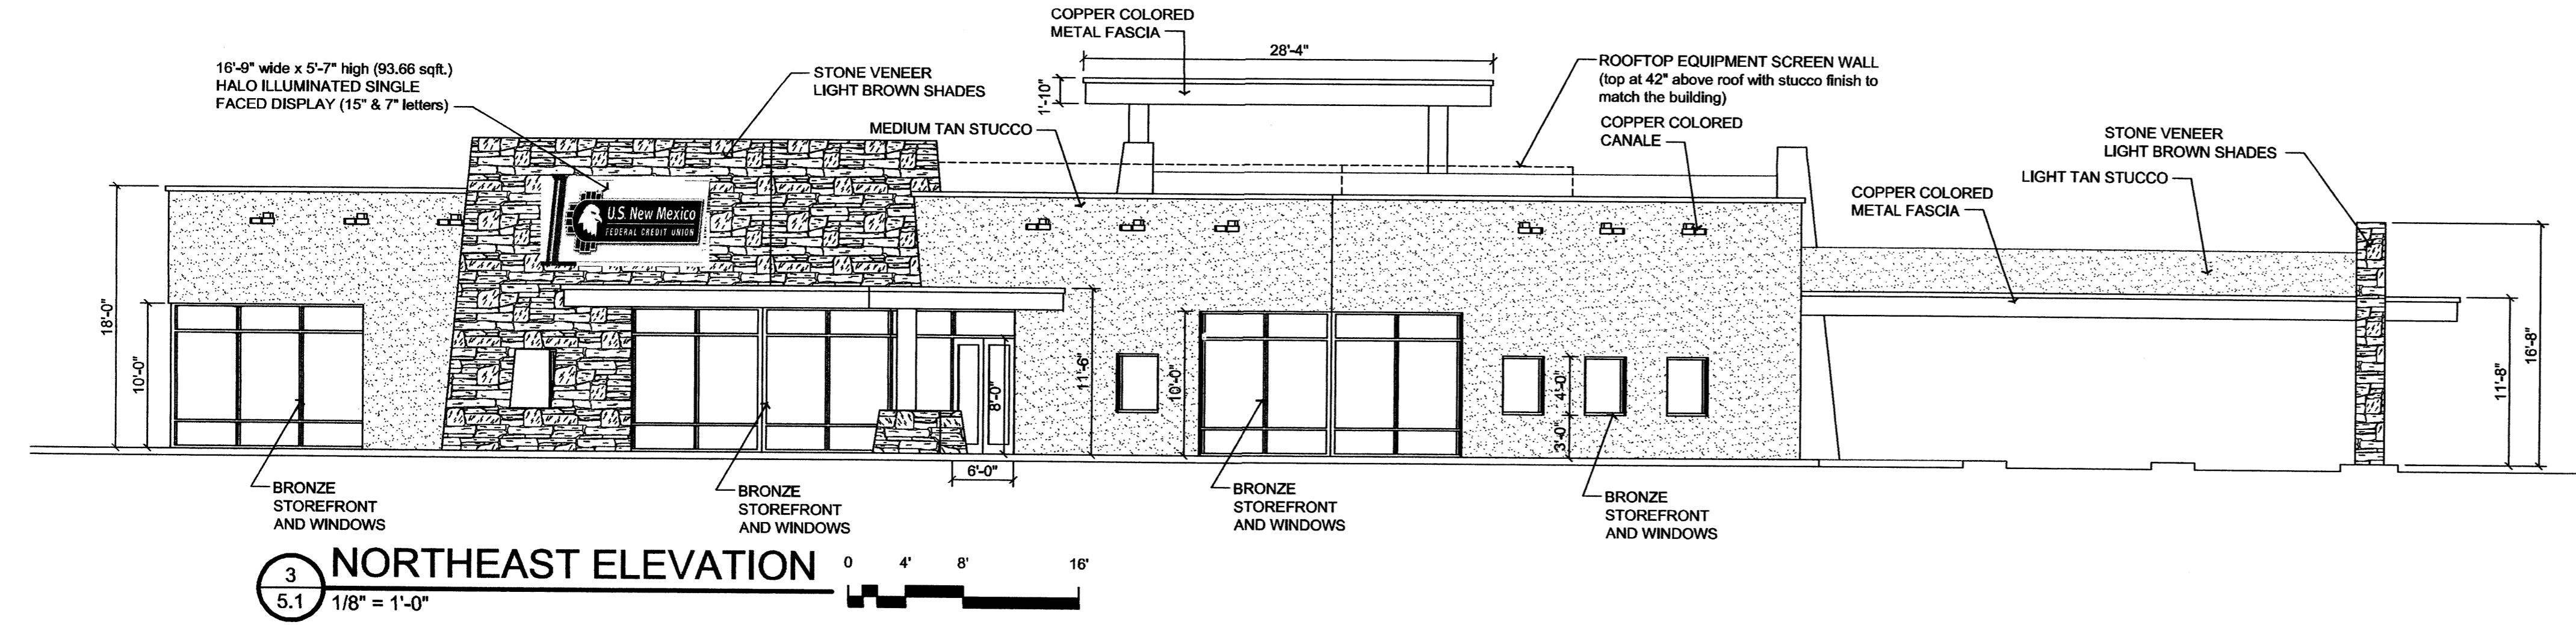 COPPER COLORED
METAL FASCIA
28'-4"
1'-10"
16'-9" wide x 5'-7" high (93.66 sqft.)
HALO ILLUMINATED SINGLE
FACED DISPLAY (15" & 7" letters)
STONE VENEER
LIGHT BROWN SHADES
MEDIUM TAN STUCCO
ROOFTOP EQUIPMENT SCREEN WALL
(top at 42" above roof with stucco finish to
match the building)
COPPER COLORED
CANALE
STONE VENEER
LIGHT BROWN SHADES
LIGHT TAN STUCCO
COPPER COLORED
METAL FASCIA
U.S. New Mexico
FEDERAL CREDIT UNION
18'-0"
10'-0"
8'-0"
11'-6"
10'-0"
4'-0"
3'-0"
11'-8"
16'-8"
6'-0"
BRONZE
STOREFRONT
AND WINDOWS
BRONZE
STOREFRONT
AND WINDOWS
BRONZE
STOREFRONT
AND WINDOWS
BRONZE
STOREFRONT
AND WINDOWS
3
5.1
NORTHEAST ELEVATION
1/8" = 1'-0"
0 4' 8' 16'